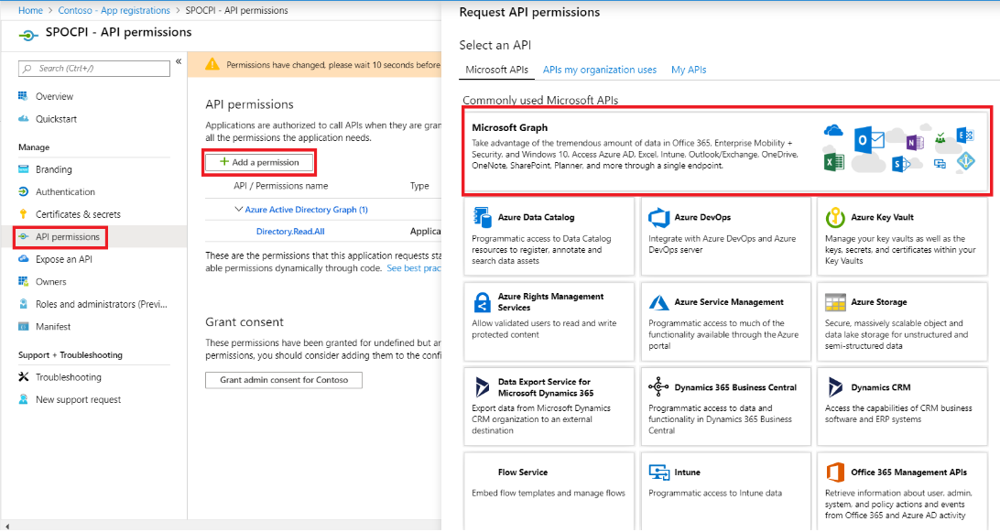 Home > Contoso - App registrations > SPOCPI - API permissions
SPOCPI - API permissions
Search (Ctrl+/)
«
Overview
Quickstart
Manage
Branding
Authentication
Certificates & secrets
API permissions
Expose an API
Owners
Roles and administrators (Previ...
Manifest
Support + Troubleshooting
Troubleshooting
New support request
Permissions have changed, please wait 10 seconds before
API permissions
Applications are authorized to call APIs when they are gran
all the permissions the application needs.
+ Add a permission
API / Permissions name Type
Azure Active Directory Graph (1)
Directory.Read.All Applica
These are the permissions that this application requests sta
able permissions dynamically through code. See best prac
Grant consent
These permissions have been granted for undefined but ar
permissions, you should consider adding them to the confi
Grant admin consent for Contoso
Request API permissions
Select an API
Microsoft APIs APIs my organization uses My APIs
Commonly used Microsoft APIs
Microsoft Graph
Take advantage of the tremendous amount of data in Office 365, Enterprise Mobility +
Security, and Windows 10. Access Azure AD, Excel, Intune, Outlook/Exchange, OneDrive,
OneNote, SharePoint, Planner, and more through a single endpoint.
Azure Data Catalog
Programmatic access to Data Catalog
resources to register, annotate and
search data assets
Azure DevOps
Integrate with Azure DevOps and Azure
DevOps server
Azure Key Vault
Manage your key vaults as well as the
keys, secrets, and certificates within your
Key Vaults
Azure Rights Management
Services
Allow validated users to read and write
protected content
Azure Service Management
Programmatic access to much of the
functionality available through the Azure
portal
Azure Storage
Secure, massively scalable object and
data lake storage for unstructured and
semi-structured data
Data Export Service for
Microsoft Dynamics 365
Export data from Microsoft Dynamics
CRM organization to an external
destination
Dynamics 365 Business Central
Programmatic access to data and
functionality in Dynamics 365 Business
Central
Dynamics CRM
Access the capabilities of CRM business
software and ERP systems
Flow Service
Embed flow templates and manage flows
Intune
Programmatic access to Intune data
Office 365 Management APIs
Retrieve information about user, admin,
system, and policy actions and events
from Office 365 and Azure AD activity